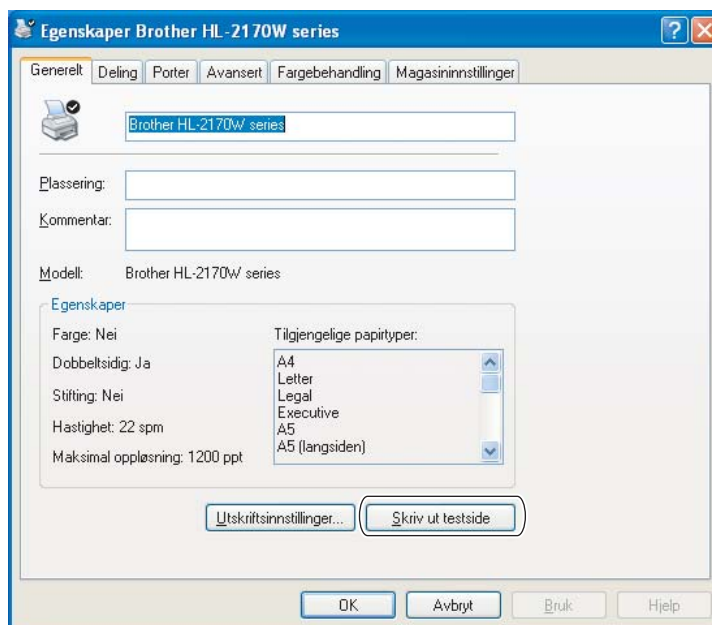 Egenskaper Brother HL-2170W series
Generelt Deling Porter Avansert Fargebehandling Magasininnstillinger
Brother HL-2170W series
Plassering:
Kommentar:
Modell: Brother HL-2170W series
Egenskaper
Farge: Nei
Dobbeltsidig: Ja
Stifting: Nei
Hastighet: 22 spm
Maksimal oppløsning: 1200 ppt
Tilgjengelige papirtyper:
A4
Letter
Legal
Executive
A5
A5 (langsiden)
Utskriftsinnstillinger... Skriv ut testside
OK Avbryt Bruk Hjelp